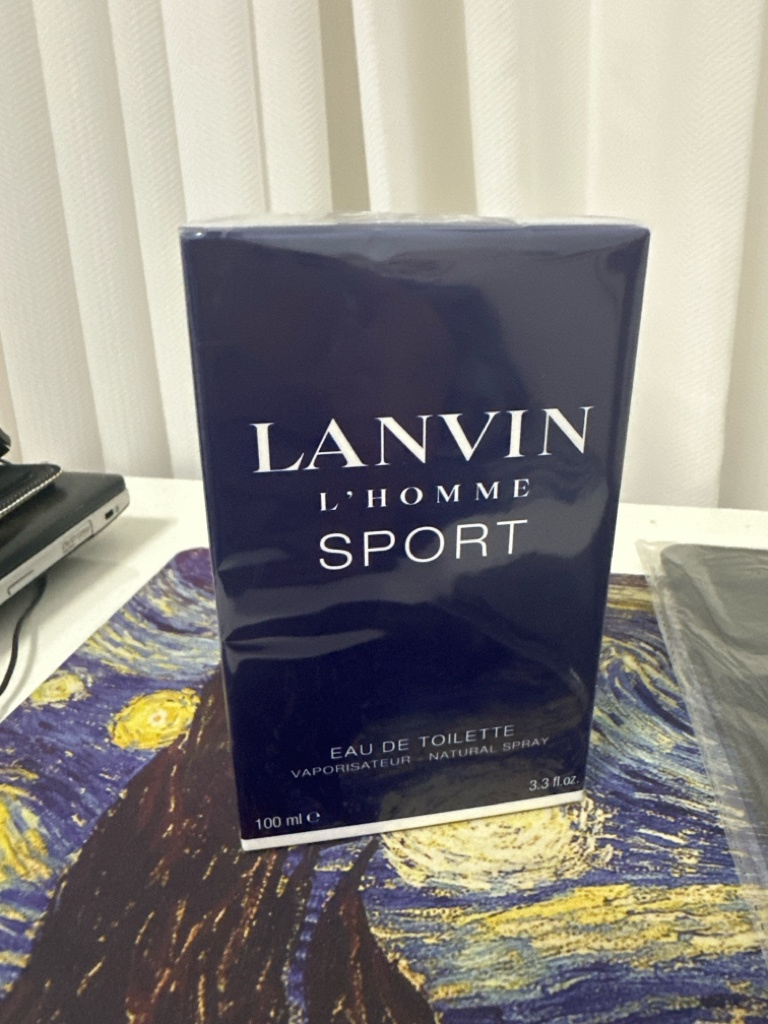 LANVIN
L'HOMME
SPORT
EAU DE TOILETTE
VAPORISATEUR - NATURAL SPRAY
100 ml ℮
3.3 fl.oz.